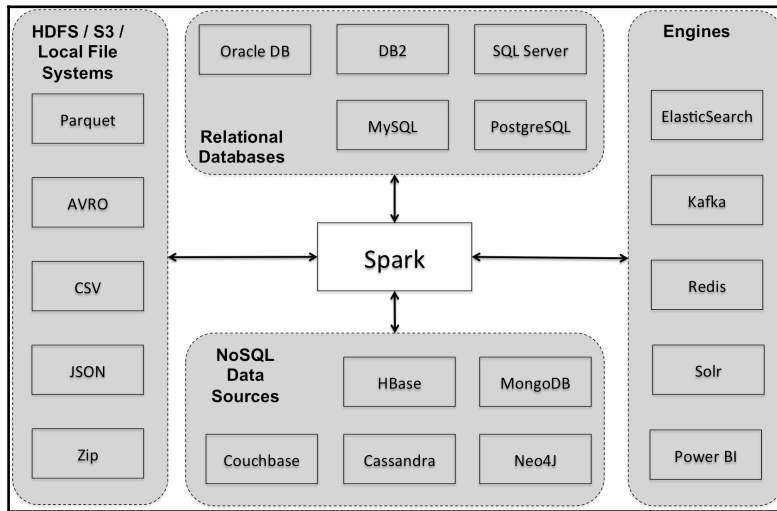 HDFS / S3 /
Local File
Systems
Parquet
AVRO
CSV
JSON
Zip
Oracle DB
DB2
SQL Server
MySQL
PostgreSQL
Relational
Databases
Spark
NoSQL
Data
Sources
HBase
MongoDB
Couchbase
Cassandra
Neo4J
Engines
ElasticSearch
Kafka
Redis
Solr
Power BI